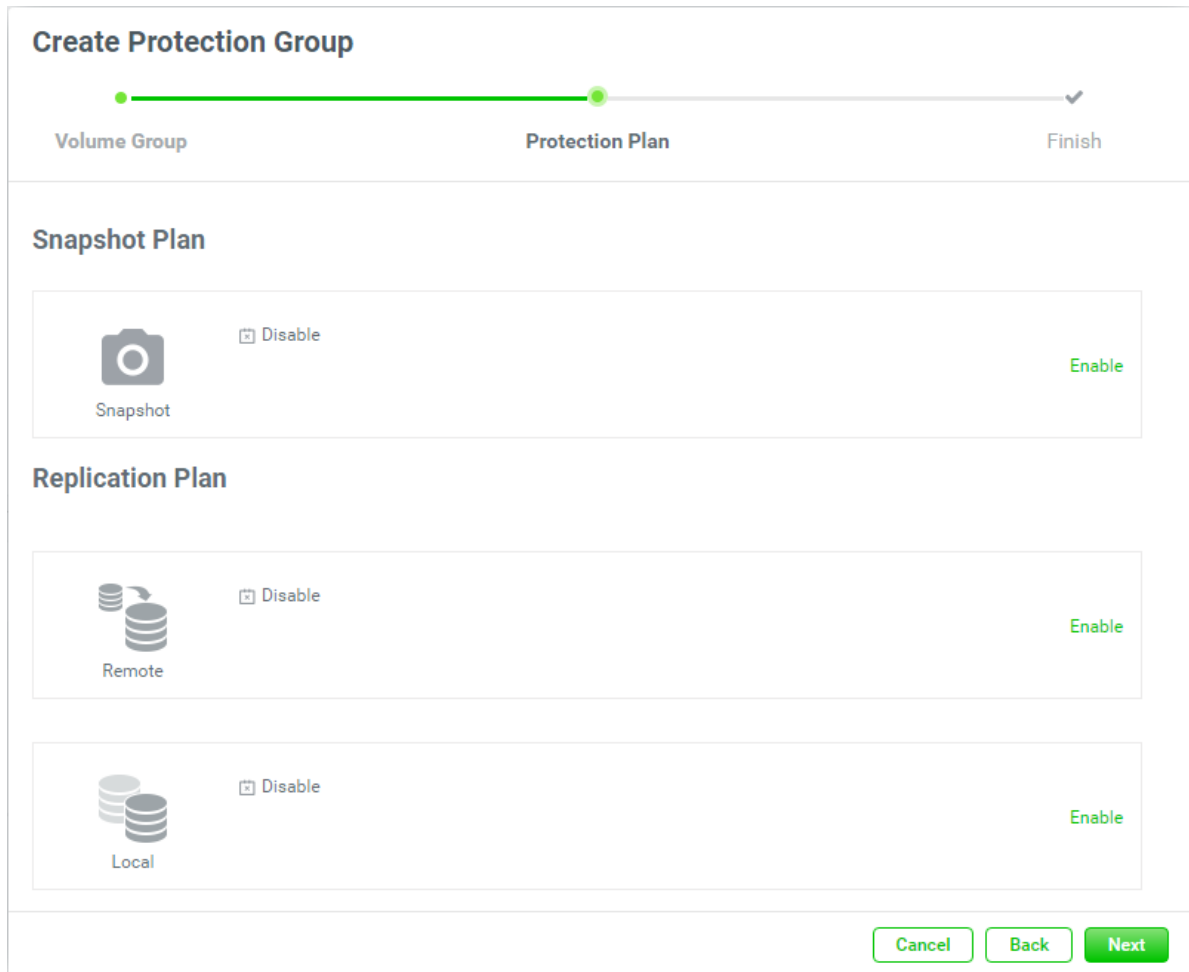 Create Protection Group
Volume Group
Protection Plan
Finish
Snapshot Plan
Disable
Enable
Snapshot
Replication Plan
Disable
Enable
Remote
Disable
Enable
Local
Cancel
Back
Next